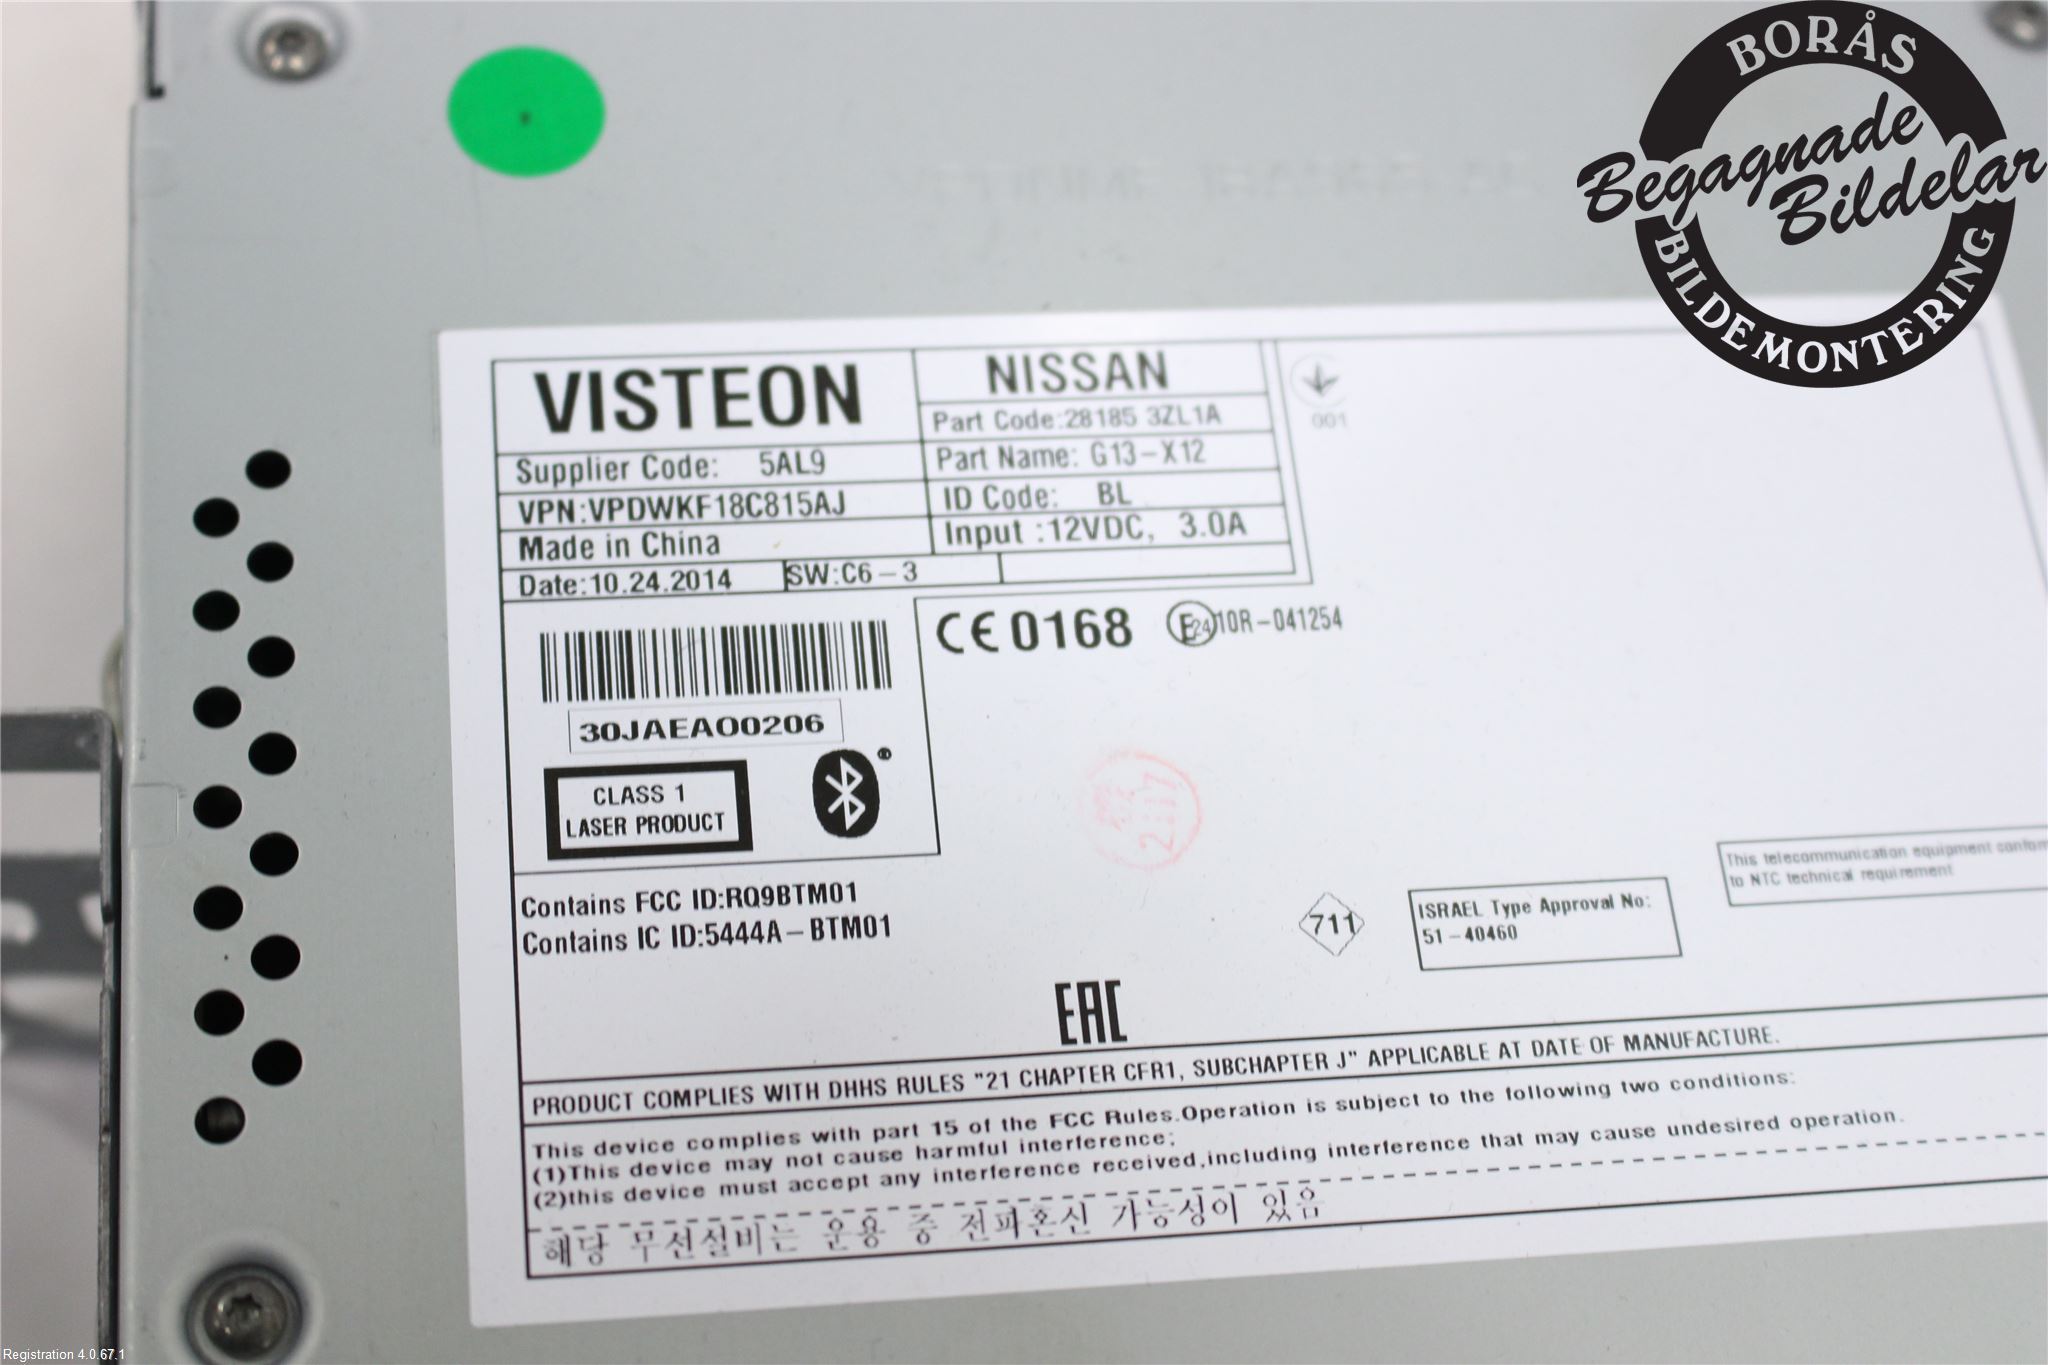 BORÅS
Begagnade
Bildelar
BILDEMONTERING
VISTEON
NISSAN
Part Code:28185 3ZL1A
Supplier Code: 5AL9
Part Name: G13-X12
VPN:VPDWKF18C815AJ
ID Code: BL
Made in China
Input :12VDC, 3.0A
Date:10.24.2014
SW:C6-3
001
30JAEA00206
CE 0168
E24 10R-041254
CLASS 1
LASER PRODUCT
Contains FCC ID:RQ9BTM01
Contains IC ID:5444A-BTM01
711
ISRAEL Type Approval No:
51-40460
This telecommunication equipment conform
to NTC technical requirement
EAC
PRODUCT COMPLIES WITH DHHS RULES "21 CHAPTER CFR1, SUBCHAPTER J" APPLICABLE AT DATE OF MANUFACTURE.
This device complies with part 15 of the FCC Rules.Operation is subject to the following two conditions:
(1)This device may not cause harmful interference;
(2)this device must accept any interference received,including interference that may cause undesired operation.
해당 무선설비는 운용 중 전파혼신 가능성이 있음
Registration 4.0.67.1